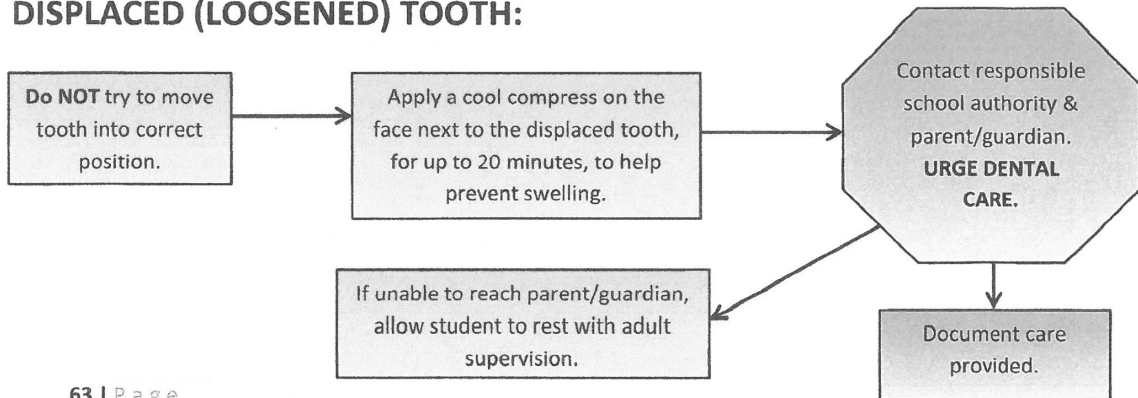 DISPLACED (LOOSENED) TOOTH:
Do NOT try to move
tooth into correct
position.
Apply a cool compress on the
face next to the displaced tooth,
for up to 20 minutes, to help
prevent swelling.
Contact responsible
school authority &
parent/guardian.
URGE DENTAL
CARE.
If unable to reach parent/guardian,
allow student to rest with adult
supervision.
Document care
provided.
63 | Page